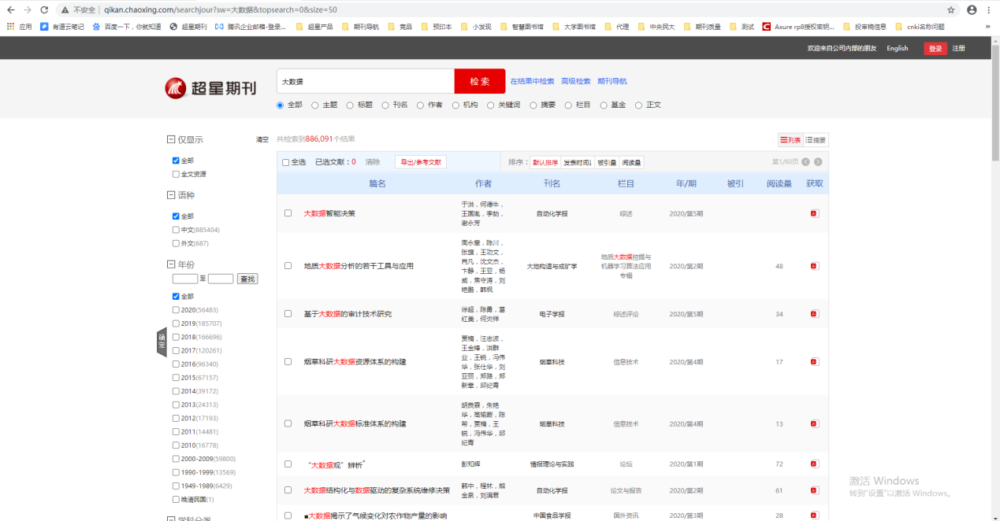 不安全 qikan.chaoxing.com/searchjour?sw=大数据&topsearch=0&size=50
应用 有道云笔记 百度一下，你就知道 超星期刊 腾讯企业邮箱-登录... 超星产品 期刊导航 竞品 预印本 小发现 智慧图书馆 大学图书馆 代理 中央民大 期刊质量 测试 Axure rp8授权密钥... 投审稿信息 cnki名称问题 »
欢迎来自公司内部的朋友 English 登录 注册
超星期刊
大数据 检 索 在结果中检索 高级检索 期刊导航
全部 主题 标题 刊名 作者 机构 关键词 摘要 栏目 基金 正文
仅显示 清空
全部
全文资源
语种
全部
中文(885404)
外文(687)
年份
至 查找
全部
2020(56483)
2019(185707)
2018(166696)
2017(120261)
2016(96340)
2015(67157)
2014(39172)
2013(24313)
2012(17193)
2011(14481)
2010(16778)
2000-2009(59800)
1990-1999(13569)
1949-1989(6429)
晚清民国(1)
学科分类
确定
共检索到886,091个结果 列表 摘要
全选 已选文献：0 清除 导出/参考文献 排序： 默认排序 发表时间↓ 被引量 阅读量 第1/60页
篇名 作者 刊名 栏目 年/期 被引 阅读量 获取
大数据智能决策
于洪，何德牛，
王国胤，李劼，
谢永芳
自动化学报 综述 2020/第5期
地质大数据分析的若干工具与应用
周永章，陈川，
张旗，王功文，
肖凡，沈文杰，
卞静，王亚，杨
威，焦守涛，刘
艳鹏，韩枫
大地构造与成矿学
地质大数据挖掘与
机器学习算法应用
专辑
2020/第2期 48
基于大数据的审计技术研究
徐超，陈勇，葛
红美，何炎祥
电子学报 综述评论 2020/第5期 34
烟草科研大数据资源体系的构建
贾楠，汪志波，
王金棒，洪群
业，王锐，冯伟
华，张仕华，刘
亚丽，郑路，郑
新章，邱纪青
烟草科技 信息技术 2020/第4期 17
烟草科研大数据标准体系的构建
胡良霖，朱艳
华，高瑜蔚，陈
希，贾楠，王
锐，冯伟华，邱
纪青
烟草科技 信息技术 2020/第4期 13
“大数据观”辨析*
彭知辉 情报理论与实践 论坛 2020/第1期 72
大数据结构化与数据驱动的复杂系统维修决策
韩中，程林，熊
金泉，刘满君
自动化学报 论文与报告 2020/第2期 61
■大数据揭示了气候变化对农作物产量的影响 中国食品学报 国外资讯 2020/第3期 28
激活 Windows
转到"设置"以激活 Windows。